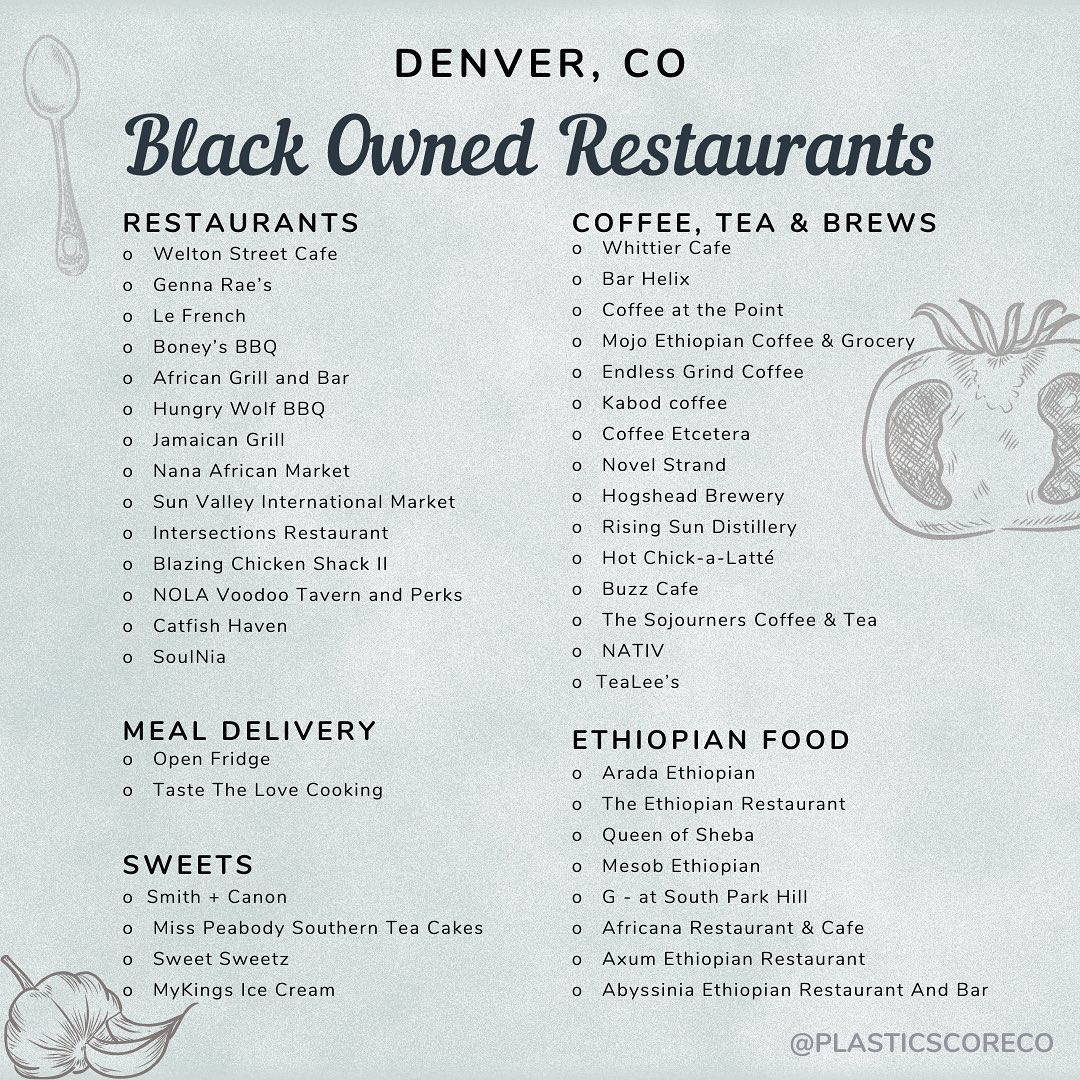 DENVER, CO
Black Owned Restaurants
RESTAURANTS
o Welton Street Cafe
o Genna Rae's
o Le French
o Boney's BBQ
o African Grill and Bar
o Hungry Wolf BBQ
o Jamaican Grill
o Nana African Market
o Sun Valley International Market
o Intersections Restaurant
o Blazing Chicken Shack II
o NOLA Voodoo Tavern and Perks
o Catfish Haven
o SoulNia
MEAL DELIVERY
o Open Fridge
o Taste The Love Cooking
SWEETS
o Smith + Canon
o Miss Peabody Southern Tea Cakes
o Sweet Sweetz
o MyKings Ice Cream
COFFEE, TEA & BREWS
o Whittier Cafe
o Bar Helix
o Coffee at the Point
o Mojo Ethiopian Coffee & Grocery
o Endless Grind Coffee
o Kabod coffee
o Coffee Etcetera
o Novel Strand
o Hogshead Brewery
o Rising Sun Distillery
o Hot Chick-a-Latté
o Buzz Cafe
o The Sojourners Coffee & Tea
o NATIV
o TeaLee's
ETHIOPIAN FOOD
o Arada Ethiopian
o The Ethiopian Restaurant
o Queen of Sheba
o Mesob Ethiopian
o G - at South Park Hill
o Africana Restaurant & Cafe
o Axum Ethiopian Restaurant
o Abyssinia Ethiopian Restaurant And Bar
@PLASTICSCORECO